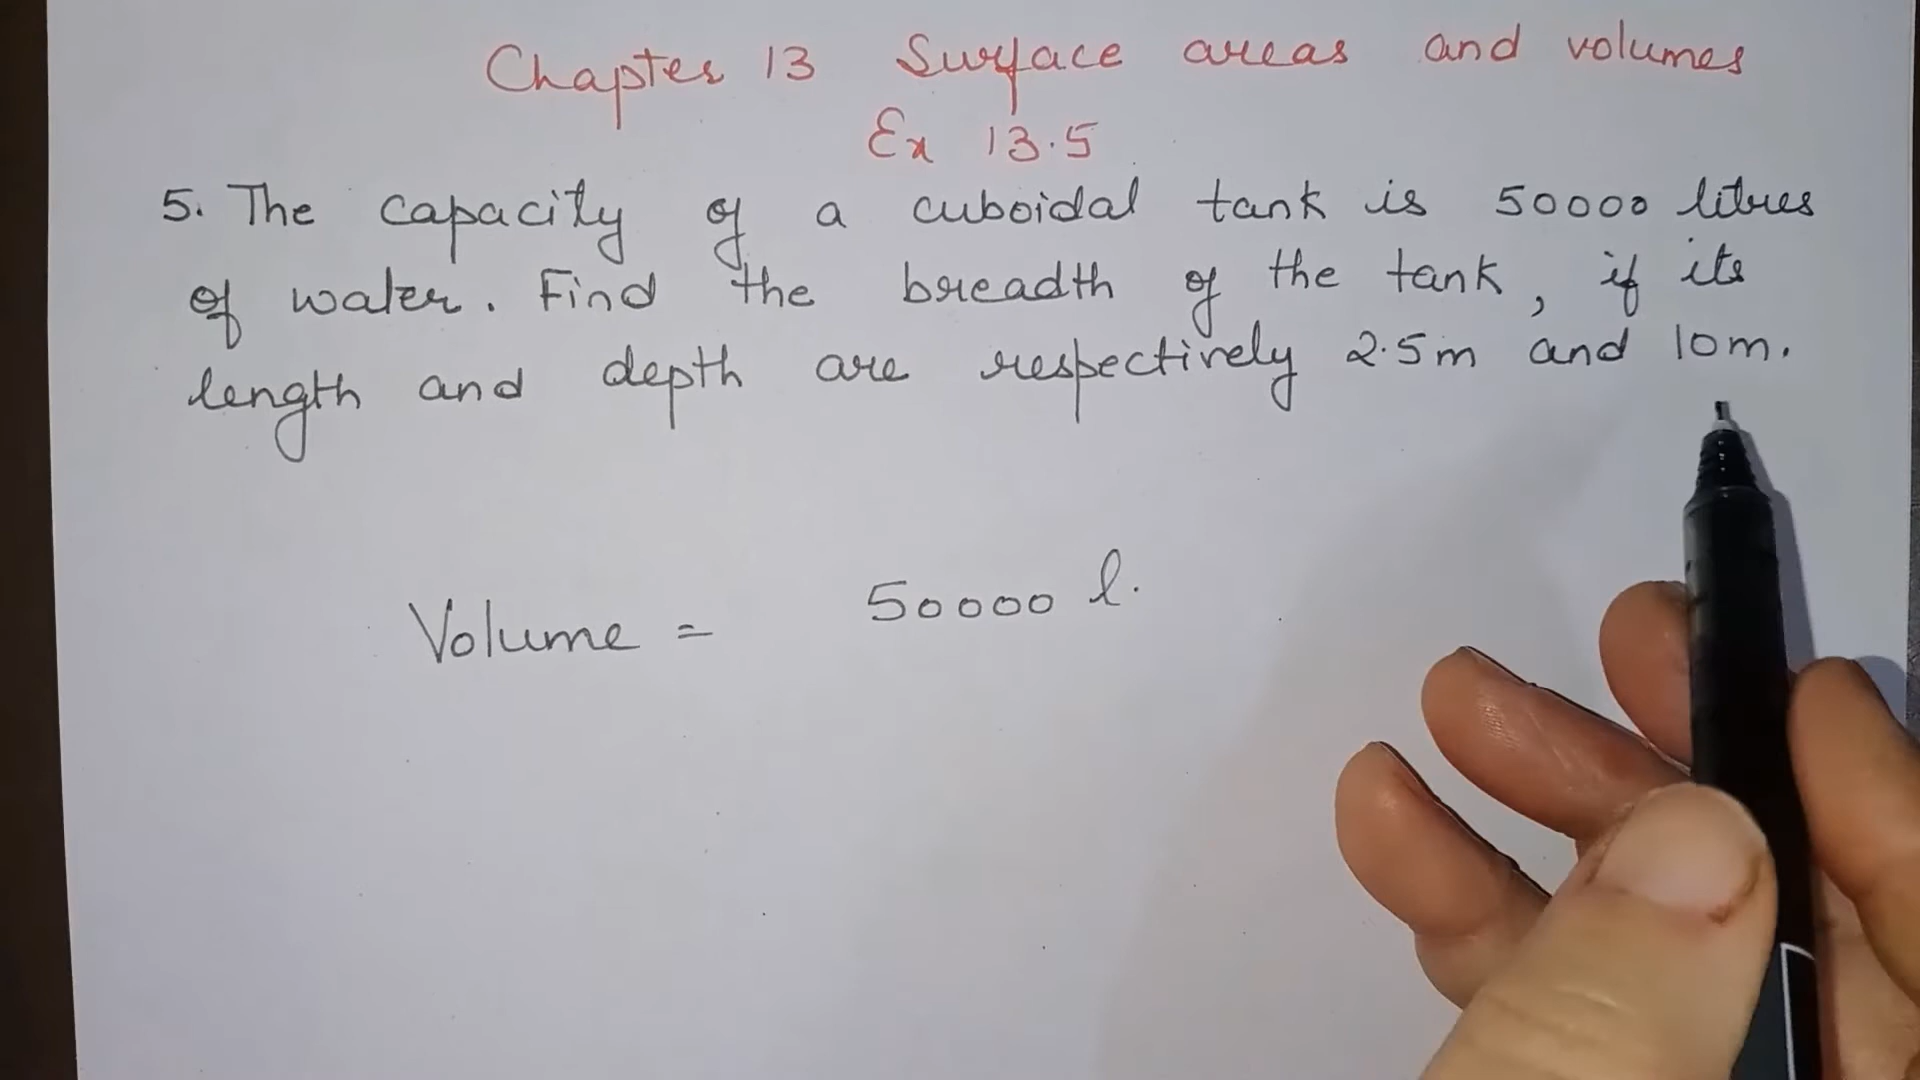 Chapter 13 Surface areas and volumes
Ex 13.5
5. The capacity of a cuboidal tank is 50000 litres
of water. Find the breadth of the tank, if its
length and depth are respectively 2.5m and 10m.
Volume = 50000 l.